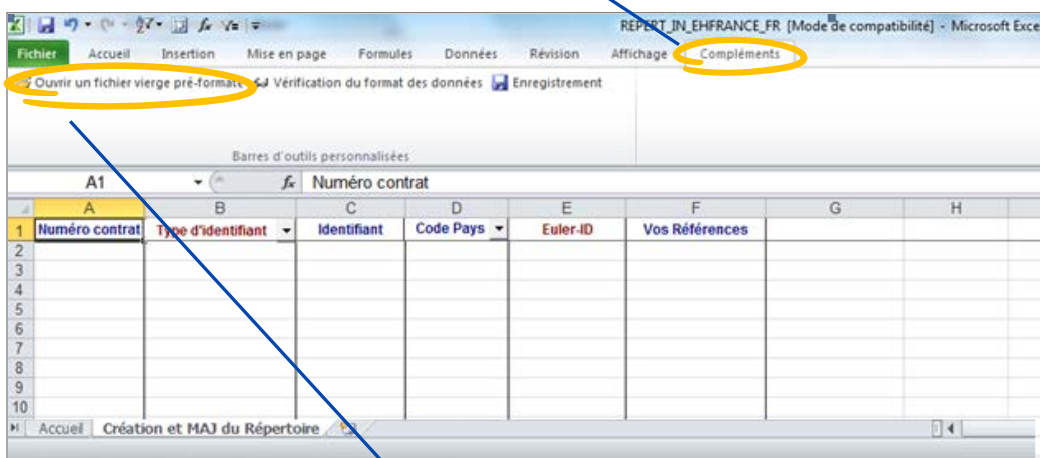 REPERT_IN_EHFRANCE_FR [Mode de compatibilité] - Microsoft Exce
Fichier Accueil Insertion Mise en page Formules Données Révision Affichage Compléments
Ouvrir un fichier vierge pré-formaté Vérification du format des données Enregistrement
Barres d'outils personnalisées
A1 fx Numéro contrat
A B C D E F G H
1 Numéro contrat Type d'identifiant Identifiant Code Pays Euler-ID Vos Références
2
3
4
5
6
7
8
9
10
Accueil Création et MAJ du Répertoire